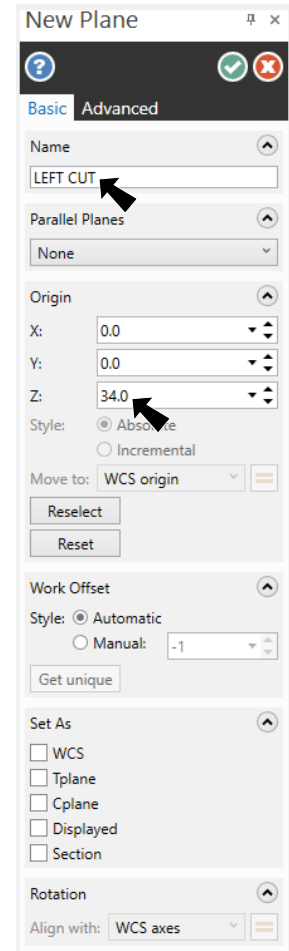 New Plane
?
Basic Advanced
Name
LEFT CUT
Parallel Planes
None
Origin
X: 0.0
Y: 0.0
Z: 34.0
Style: Absolute
Incremental
Move to: WCS origin
Reselect
Reset
Work Offset
Style: Automatic
Manual: -1
Get unique
Set As
WCS
Tplane
Cplane
Displayed
Section
Rotation
Align with: WCS axes